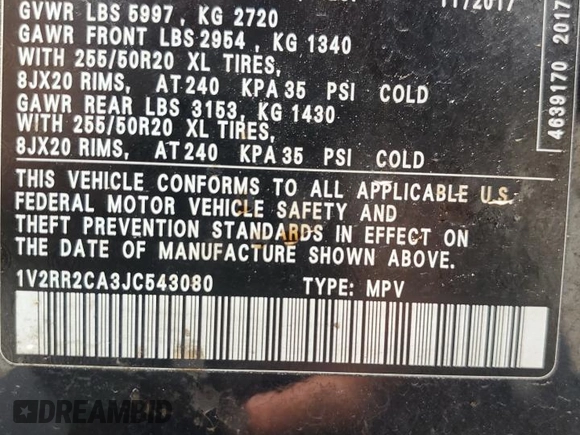 GVWR LBS 5997 , KG 2720
11/2017
GAWR FRONT LBS 2954 , KG 1340
WITH 255/50R20 XL TIRES,
8JX20 RIMS, AT 240 KPA 35 PSI COLD
GAWR REAR LBS 3153, KG 1430
WITH 255/50R20 XL TIRES,
8JX20 RIMS, AT 240 KPA 35 PSI COLD
THIS VEHICLE CONFORMS TO ALL APPLICABLE U.S.
FEDERAL MOTOR VEHICLE SAFETY AND
THEFT PREVENTION STANDARDS IN EFFECT ON
THE DATE OF MANUFACTURE SHOWN ABOVE.
1V2RR2CA3JC543080 TYPE: MPV
4639170 2017
DREAMBID